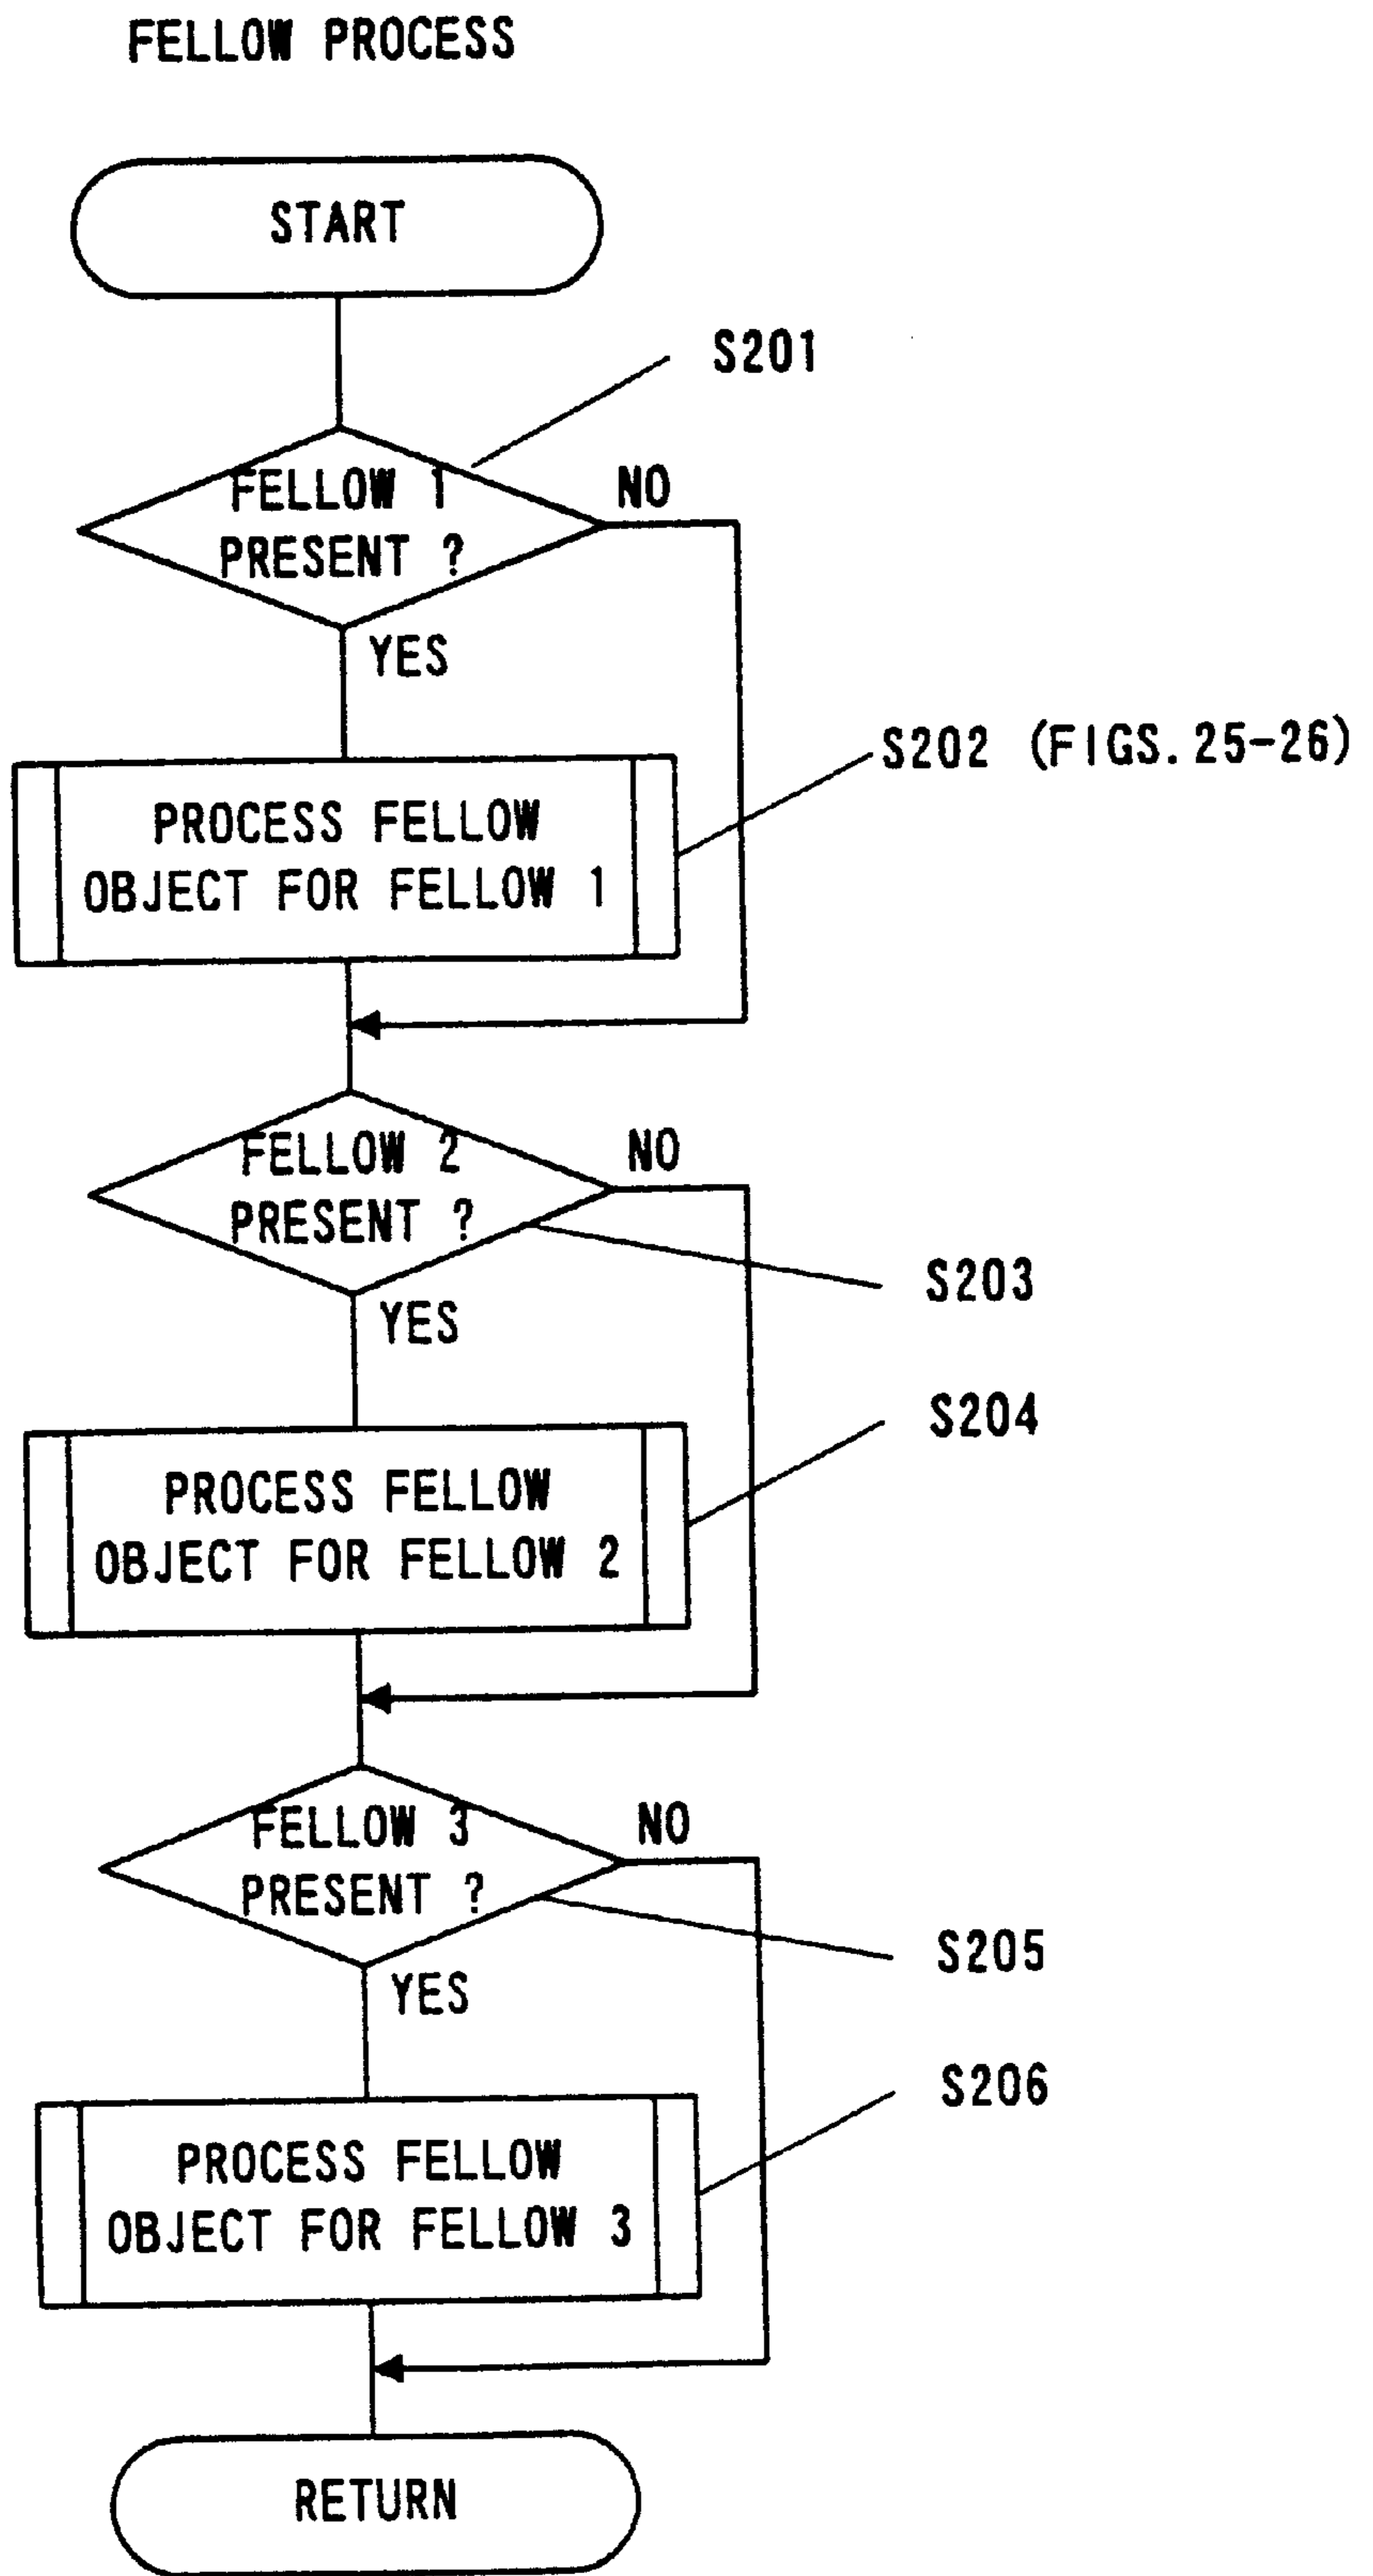 FELLOW PROCESS
START
S201
FELLOW 1
PRESENT ?
NO
YES
S202 (FIGS. 25-26)
PROCESS FELLOW
OBJECT FOR FELLOW 1
FELLOW 2
PRESENT ?
NO
S203
YES
S204
PROCESS FELLOW
OBJECT FOR FELLOW 2
FELLOW 3
PRESENT ?
NO
S205
YES
S206
PROCESS FELLOW
OBJECT FOR FELLOW 3
RETURN